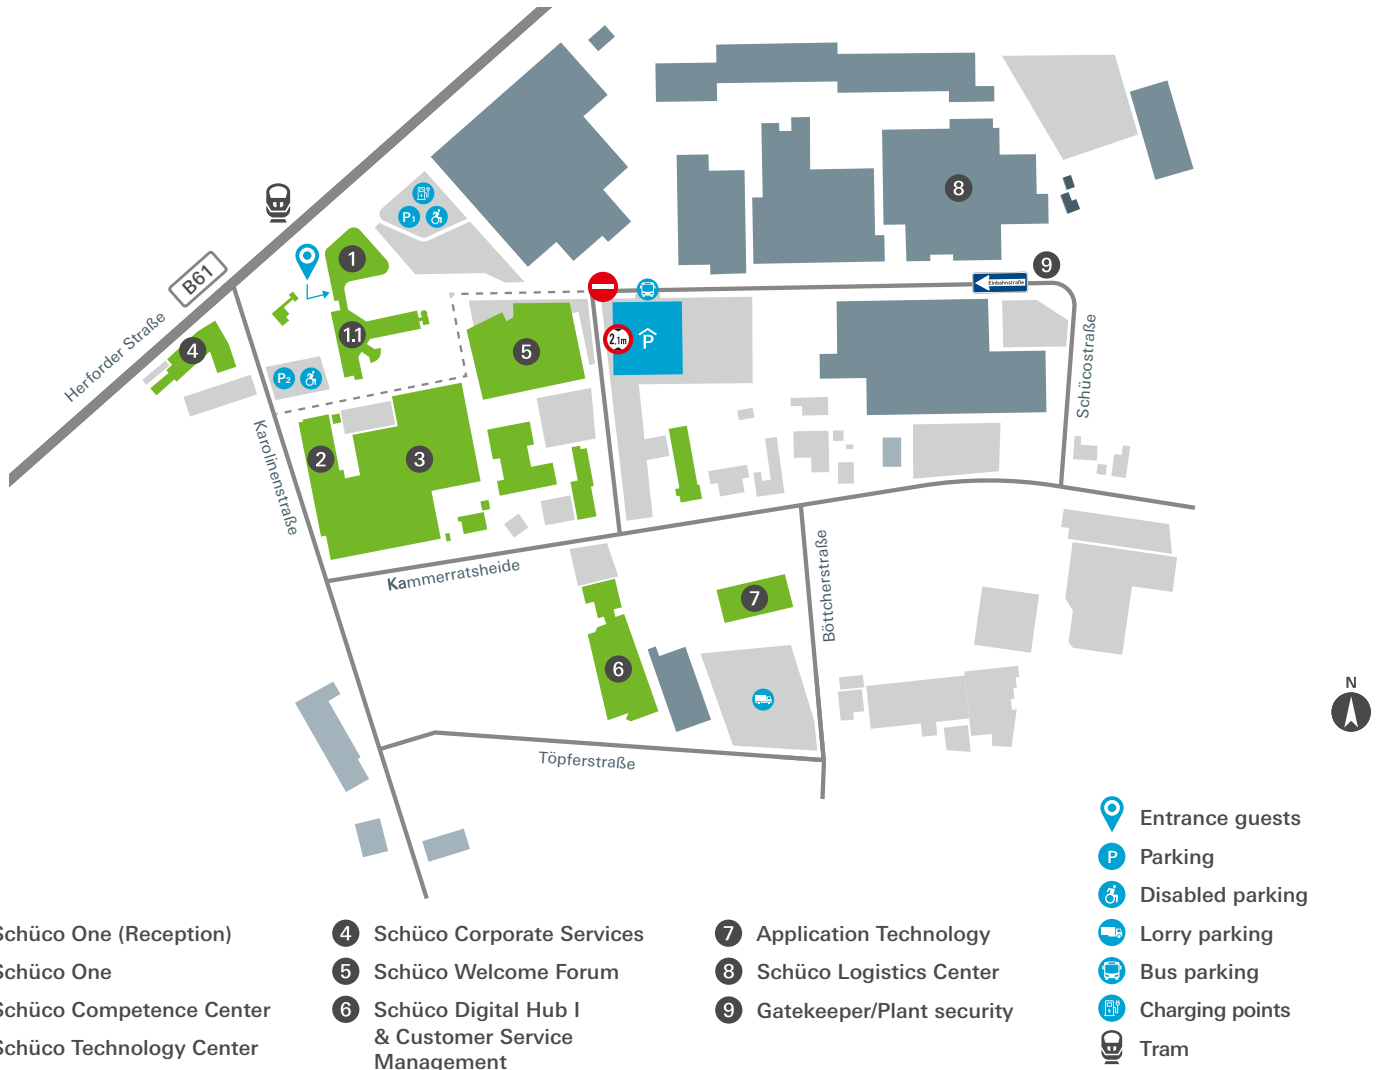 8
P1
1
B61
9
Einbahnstraße
Herforder Straße
1.1
4
5
2,1m
P
Schücostraße
P2
Karolinenstraße
2
3
Kammerratsheide
Böttcherstraße
7
6
N
Töpferstraße
Entrance guests
P Parking
Disabled parking
Schüco One (Reception)
4 Schüco Corporate Services
7 Application Technology
Lorry parking
Schüco One
5 Schüco Welcome Forum
8 Schüco Logistics Center
Bus parking
Schüco Competence Center
6 Schüco Digital Hub I
& Customer Service
Management
9 Gatekeeper/Plant security
Charging points
Schüco Technology Center
Tram